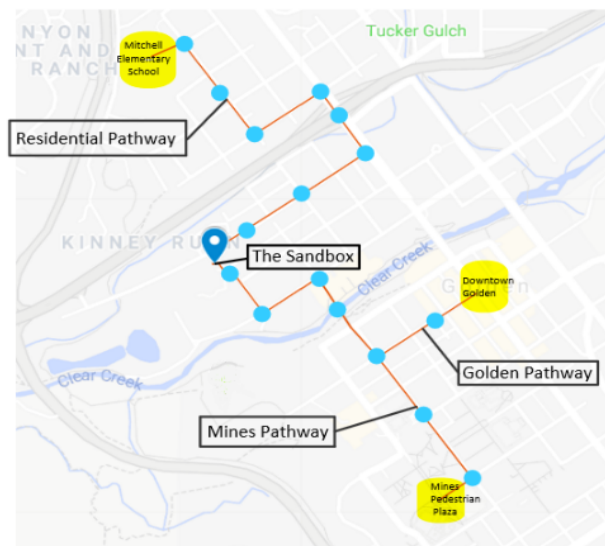 NYON
NT AND
RANCH
Tucker Gulch
Mitchell
Elementary
School
Residential Pathway
KINNEY RU N
The Sandbox
Clear Creek
Downtown
Golden
G n
Golden Pathway
Clear Creek
Mines Pathway
Mines
Pedestrian
Plaza